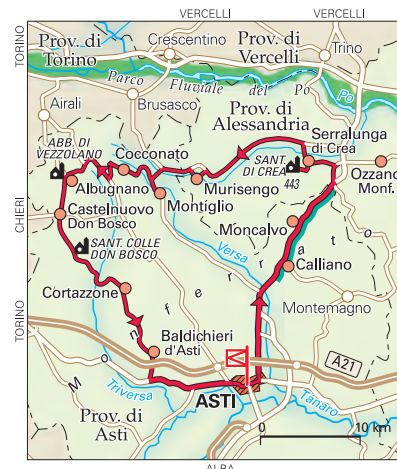 VERCELLI
VERCELLI
TORINO
Prov. di
Torino
Crescentino
Prov. di
Vercelli
Trino
Parco
Fluviale
del
Po
Po
Airali
Brusasco
Prov. di
Alessandria
ABB. DI
VEZZOLANO
Cocconato
SANT.
DI CREA
443
Serralunga
di Crea
Albugnano
Murisengo
Ozzano
Monf.
CHIERI
Castelnuovo
Don Bosco
Montiglio
Moncalvo
SANT. COLLE
DON BOSCO
Versa
Calliano
Cortazzone
Montemagno
Monferrato
TORINO
Baldichieri
d'Asti
A21
Triversa
ASTI
Tanaro
Prov. di
Asti
0
10 km
ALBA